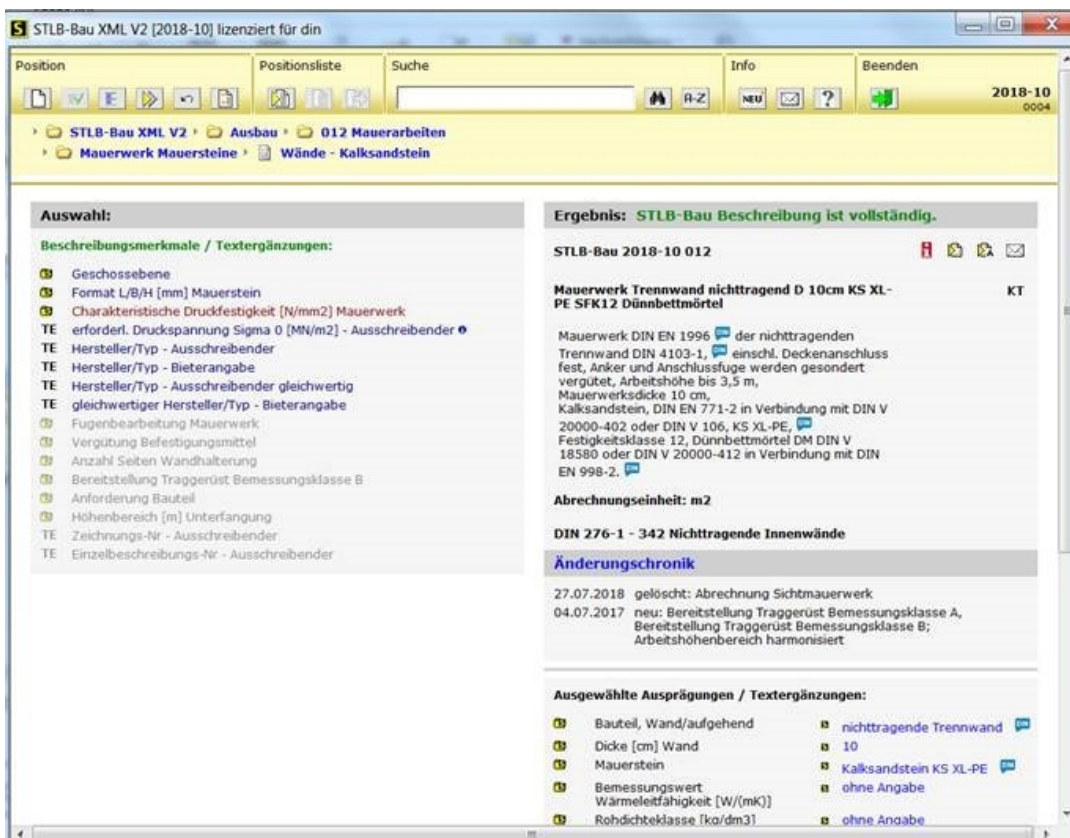 STLB-Bau XML V2 [2018-10] lizenziert für din
Position
Positionsliste
Suche
Info
Beenden
A-Z
NEU
?
2018-10
0004
STLB-Bau XML V2
Ausbau
012 Mauerarbeiten
Mauerwerk Mauersteine
Wände - Kalksandstein
Auswahl:
Beschreibungsmerkmale / Textergänzungen:
Geschossebene
Format L/B/H [mm] Mauerstein
Charakteristische Druckfestigkeit [N/mm2] Mauerwerk
TE erforderl. Druckspannung Sigma 0 [MN/m2] - Ausschreibender
TE Hersteller/Typ - Ausschreibender
TE Hersteller/Typ - Bieterangabe
TE Hersteller/Typ - Ausschreibender gleichwertig
TE gleichwertiger Hersteller/Typ - Bieterangabe
Fugenbearbeitung Mauerwerk
Vergütung Befestigungsmittel
Anzahl Seiten Wandhalterung
Bereitstellung Traggerüst Bemessungsklasse B
Anforderung Bauteil
Höhenbereich [m] Unterfangung
TE Zeichnungs-Nr - Ausschreibender
TE Einzelbeschreibungs-Nr - Ausschreibender
Ergebnis: STLB-Bau Beschreibung ist vollständig.
STLB-Bau 2018-10 012
Mauerwerk Trennwand nichttragend D 10cm KS XL-
PE SFK12 Dünnbettmörtel
KT
Mauerwerk DIN EN 1996 der nichttragenden
Trennwand DIN 4103-1, einschl. Deckenanschluss
fest, Anker und Anschlussfuge werden gesondert
vergütet, Arbeitshöhe bis 3,5 m,
Mauerwerksdicke 10 cm,
Kalksandstein, DIN EN 771-2 in Verbindung mit DIN V
20000-402 oder DIN V 106, KS XL-PE,
Festigkeitsklasse 12, Dünnbettmörtel DM DIN V
18580 oder DIN V 20000-412 in Verbindung mit DIN
EN 998-2.
Abrechnungseinheit: m2
DIN 276-1 - 342 Nichttragende Innenwände
Änderungschronik
27.07.2018 gelöscht: Abrechnung Sichtmauerwerk
04.07.2017 neu: Bereitstellung Traggerüst Bemessungsklasse A,
Bereitstellung Traggerüst Bemessungsklasse B;
Arbeitshöhenbereich harmonisiert
Ausgewählte Ausprägungen / Textergänzungen:
Bauteil, Wand/aufgehend nichttragende Trennwand
Dicke [cm] Wand 10
Mauerstein Kalksandstein KS XL-PE
Bemessungswert ohne Angabe
Wärmeleitfähigkeit [W/(mK)]
Rohdichteklasse [kg/dm3] ohne Angabe